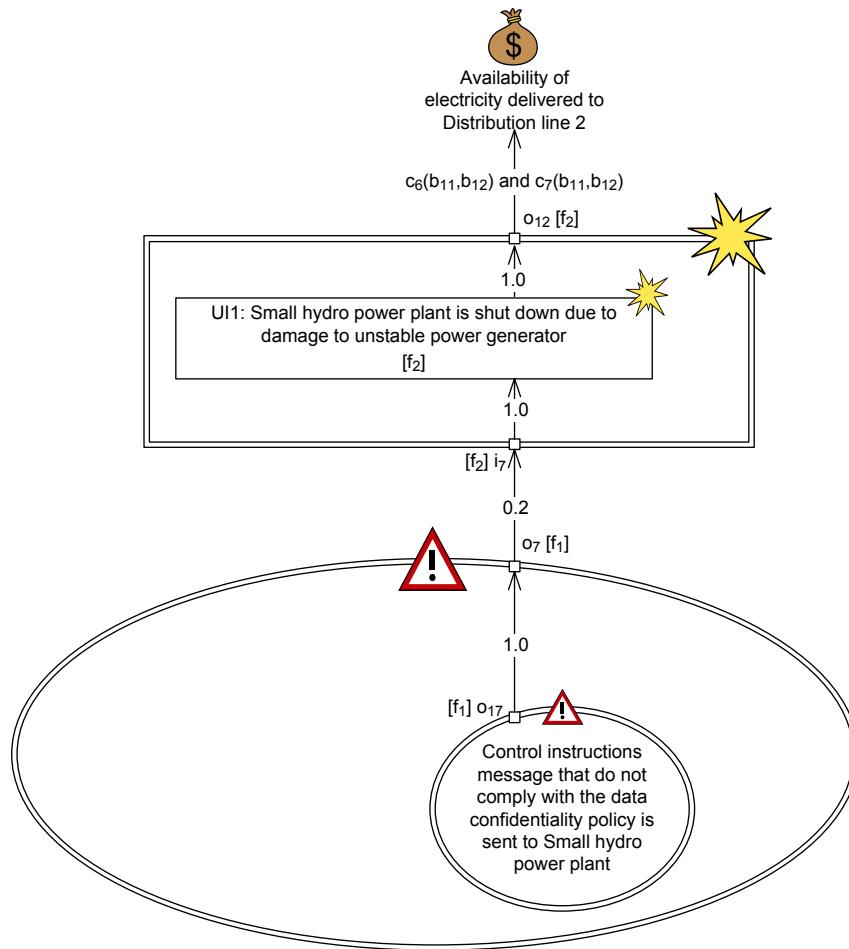 $
Availability of
electricity delivered to
Distribution line 2
c₆(b₁₁,b₁₂) and c₇(b₁₁,b₁₂)
o₁₂ [f₂]
1.0
UI1: Small hydro power plant is shut down due to
damage to unstable power generator
[f₂]
1.0
[f₂] i₇
0.2
o₇ [f₁]
!
1.0
[f₁] o₁₇
!
Control instructions
message that do not
comply with the data
confidentiality policy is
sent to Small hydro
power plant